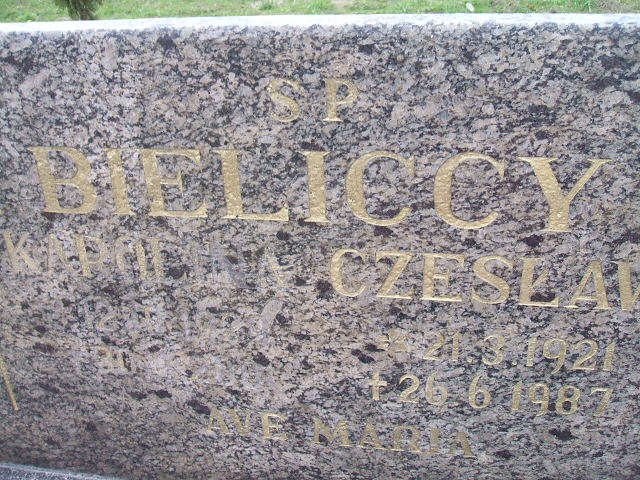 SP
BIELICCY
KAROLINA CZESŁAW
* 21 3 1921
✝ 26 6 1987
AVE MARIA